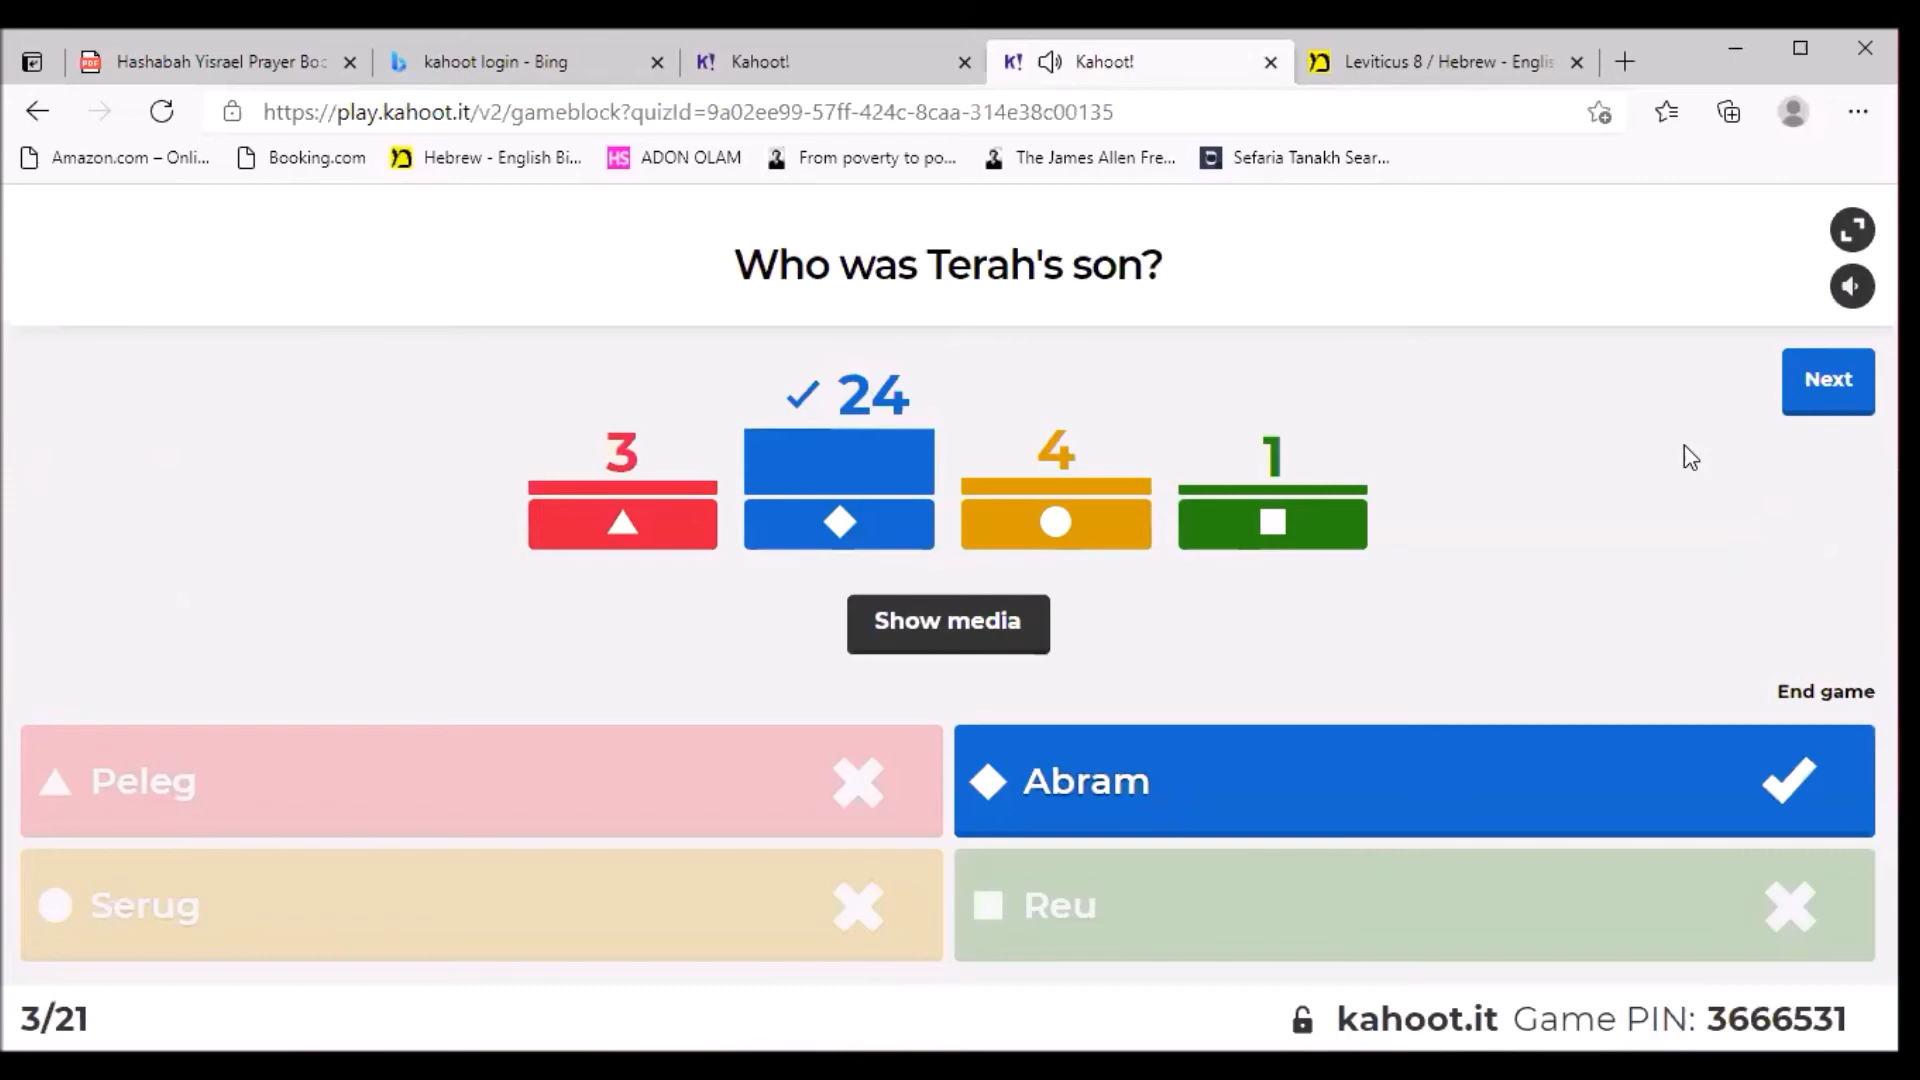 Hashabah Yisrael Prayer Bo
kahoot login - Bing
K! Kahoot!
K! Kahoot!
Leviticus 8 / Hebrew - Englis
https://play.kahoot.it/v2/gameblock?quizId=9a02ee99-57ff-424c-8caa-314e38c00135
Amazon.com – Onli...
Booking.com
Hebrew - English Bi...
HS ADON OLAM
From poverty to po...
The James Allen Fre...
Sefaria Tanakh Sear...
Who was Terah's son?
Next
3
24
4
1
Show media
End game
Peleg
Abram
Serug
Reu
3/21
kahoot.it Game PIN: 3666531